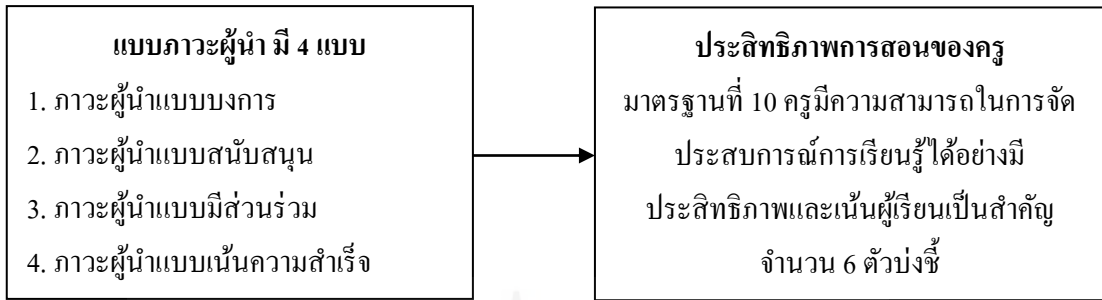 แบบภาวะผู้นำ มี 4 แบบ
1. ภาวะผู้นำแบบบงการ
2. ภาวะผู้นำแบบสนับสนุน
3. ภาวะผู้นำแบบมีส่วนร่วม
4. ภาวะผู้นำแบบเน้นความสำเร็จ
ประสิทธิภาพการสอนของครู
มาตรฐานที่ 10 ครูมีความสามารถในการจัด
ประสบการณ์การเรียนรู้ได้อย่างมี
ประสิทธิภาพและเน้นผู้เรียนเป็นสำคัญ
จำนวน 6 ตัวบ่งชี้